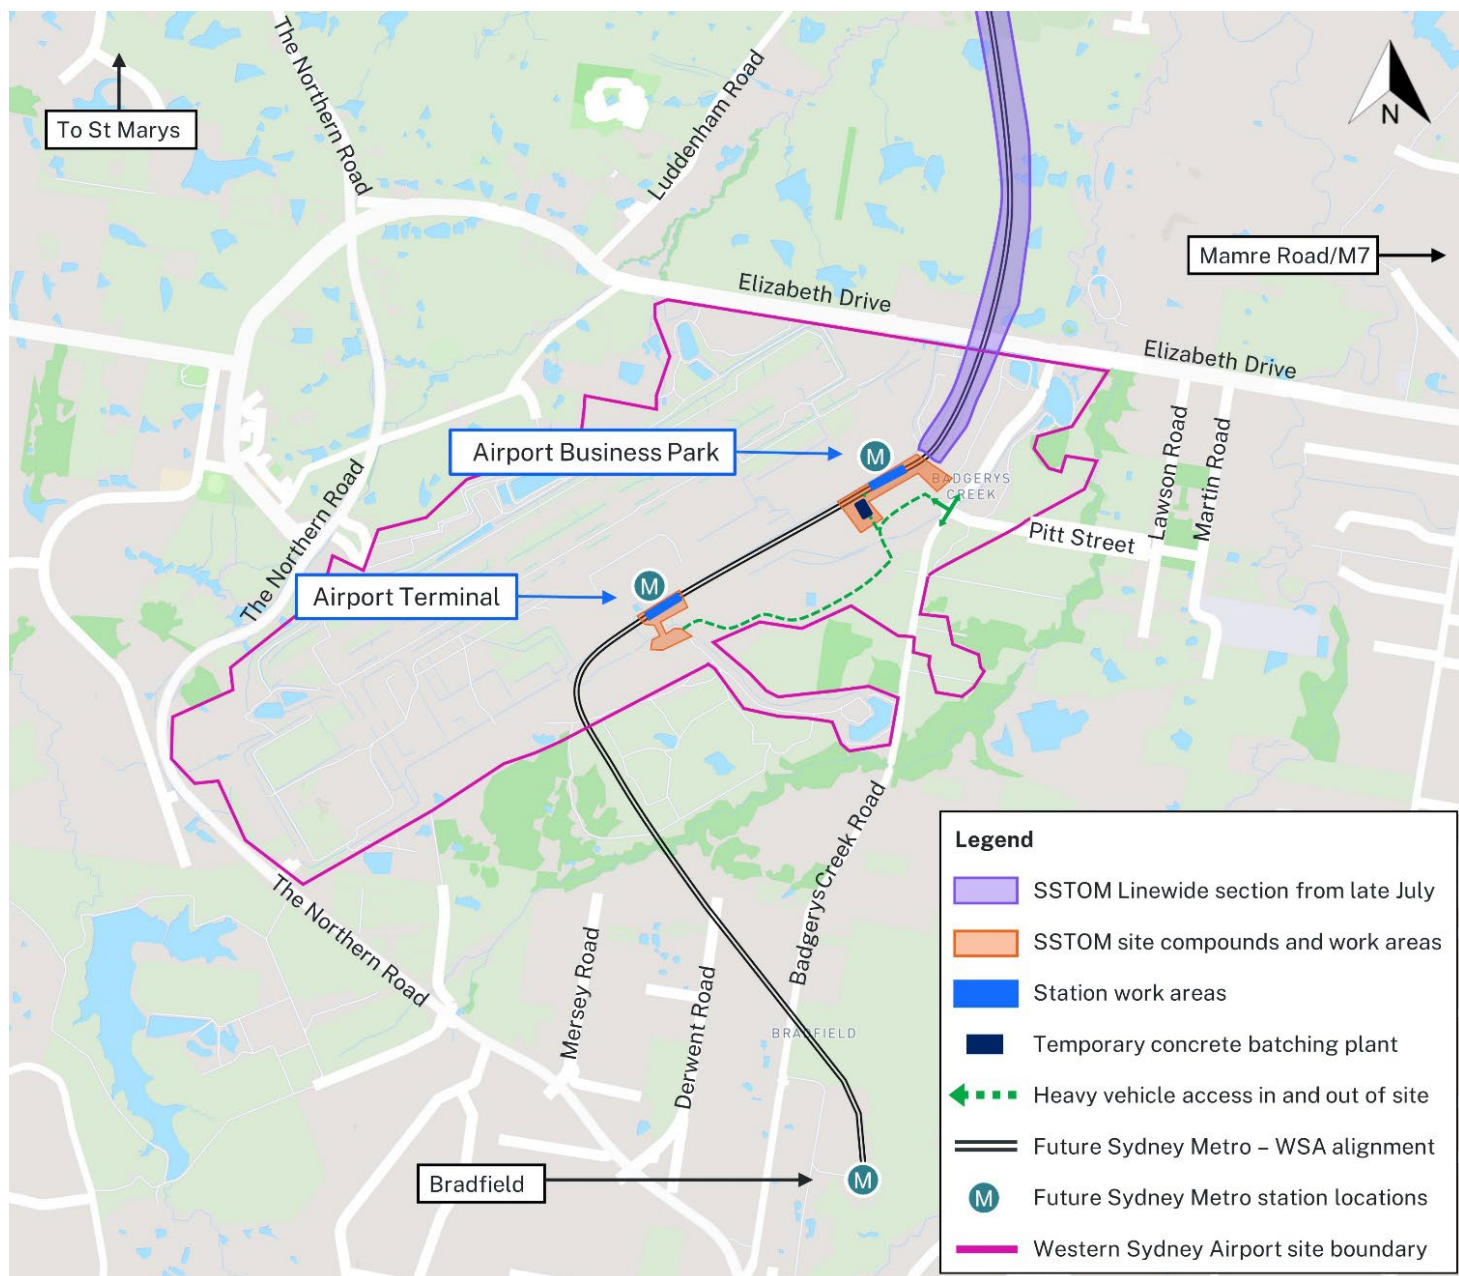 The Northern Road
Luddenham Road
To St Marys
N
Mamre Road/M7
Elizabeth Drive
Elizabeth Drive
Airport Business Park
M
BADGERYS
CREEK
Lawson Road
Martin Road
Pitt Street
The Northern Road
Airport Terminal
M
Badgerys Creek Road
The Northern Road
Mersey Road
Derwent Road
BRADFIELD
Bradfield
M
Legend
SSTOM Linewide section from late July
SSTOM site compounds and work areas
Station work areas
Temporary concrete batching plant
Heavy vehicle access in and out of site
Future Sydney Metro – WSA alignment
M
Future Sydney Metro station locations
Western Sydney Airport site boundary